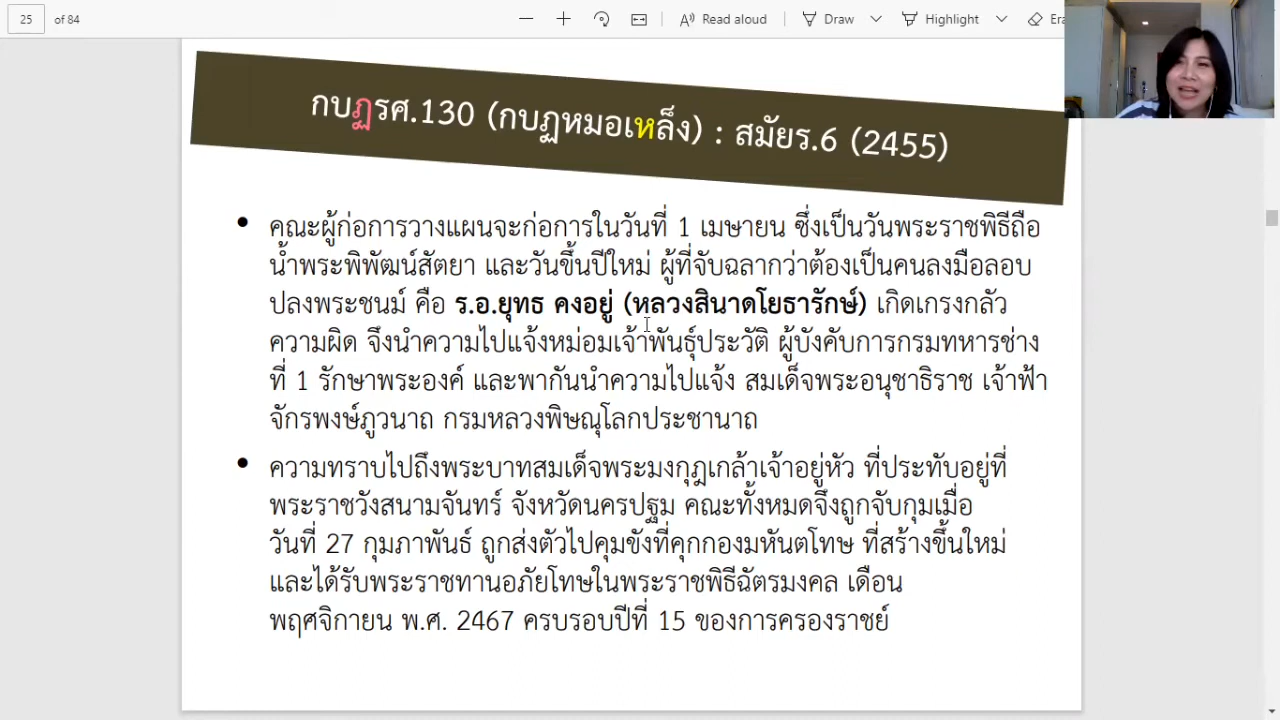 25 of 84 Read aloud Draw Highlight
กบฏรศ.130 (กบฏหมอเหล็ง) : สมัยร.6 (2455)
• คณะผู้ก่อการวางแผนจะก่อการในวันที่ 1 เมษายน ซึ่งเป็นวันพระราชพิธีถือ
น้ำพระพิพัฒน์สัตยา และวันขึ้นปีใหม่ ผู้ที่จับฉลากว่าต้องเป็นคนลงมือลอบ
ปลงพระชนม์ คือ ร.อ.ยุทธ คงอยู่ (หลวงสินาดโยธารักษ์) เกิดเกรงกลัว
ความผิด จึงนำความไปแจ้งหม่อมเจ้าพันธุ์ประวัติ ผู้บังคับการกรมทหารช่าง
ที่ 1 รักษาพระองค์ และพากันนำความไปแจ้ง สมเด็จพระอนุชาธิราช เจ้าฟ้า
จักรพงษ์ภูวนาถ กรมหลวงพิษณุโลกประชานาถ
• ความทราบไปถึงพระบาทสมเด็จพระมงกุฎเกล้าเจ้าอยู่หัว ที่ประทับอยู่ที่
พระราชวังสนามจันทร์ จังหวัดนครปฐม คณะทั้งหมดจึงถูกจับกุมเมื่อ
วันที่ 27 กุมภาพันธ์ ถูกส่งตัวไปคุมขังที่คุกกองมหันตโทษ ที่สร้างขึ้นใหม่
และได้รับพระราชทานอภัยโทษในพระราชพิธีฉัตรมงคล เดือน
พฤศจิกายน พ.ศ. 2467 ครบรอบปีที่ 15 ของการครองราชย์